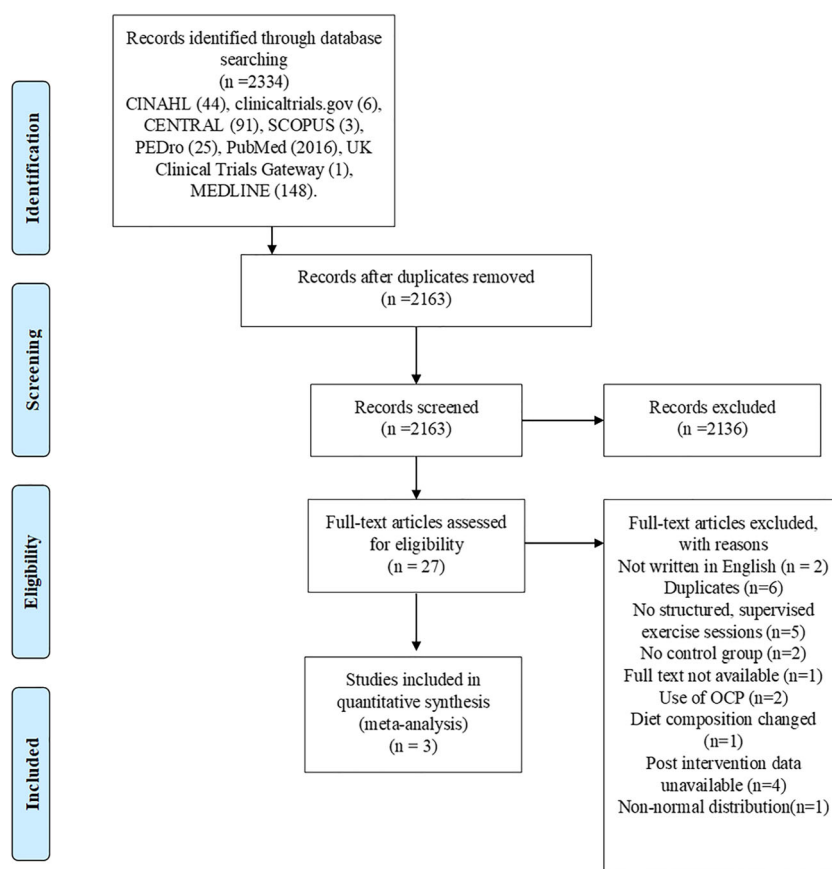 Identification
Records identified through database
searching
(n =2334)
CINAHL (44), clinicaltrials.gov (6),
CENTRAL (91), SCOPUS (3),
PEDro (25), PubMed (2016), UK
Clinical Trials Gateway (1),
MEDLINE (148).
Records after duplicates removed
(n =2163)
Screening
Records screened
(n =2163)
Records excluded
(n =2136)
Eligibility
Full-text articles assessed
for eligibility
(n = 27)
Full-text articles excluded,
with reasons
Not written in English (n = 2)
Duplicates (n=6)
No structured, supervised
exercise sessions (n=5)
No control group (n=2)
Full text not available (n=1)
Use of OCP (n=2)
Diet composition changed
(n=1)
Post intervention data
unavailable (n=4)
Non-normal distribution(n=1)
Included
Studies included in
quantitative synthesis
(meta-analysis)
(n = 3)